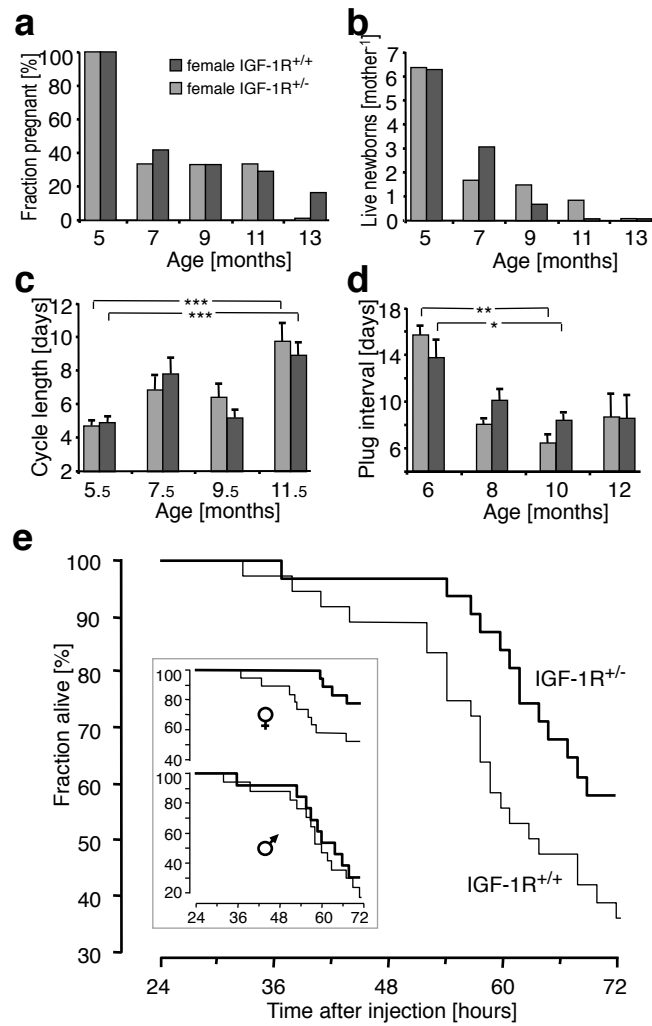 a
Fraction pregnant [%]
100
80
60
40
20
0
female IGF-1R+/+
female IGF-1R+/-
5 7 9 11 13
Age [months]
b
Live newborns [mother-1]
7
6
5
4
3
2
1
0
5 7 9 11 13
Age [months]
c
Cycle length [days]
12
10
8
6
4
2
***
***
5.5 7.5 9.5 11.5
Age [months]
d
Plug interval [days]
18
14
10
6
**
*
6 8 10 12
Age [months]
e
Fraction alive [%]
100
90
80
70
60
50
40
30
IGF-1R+/-
IGF-1R+/+
100
80
60
40
♀
100
80
60
40
20
♂
24 36 48 60 72
24 36 48 60 72
Time after injection [hours]